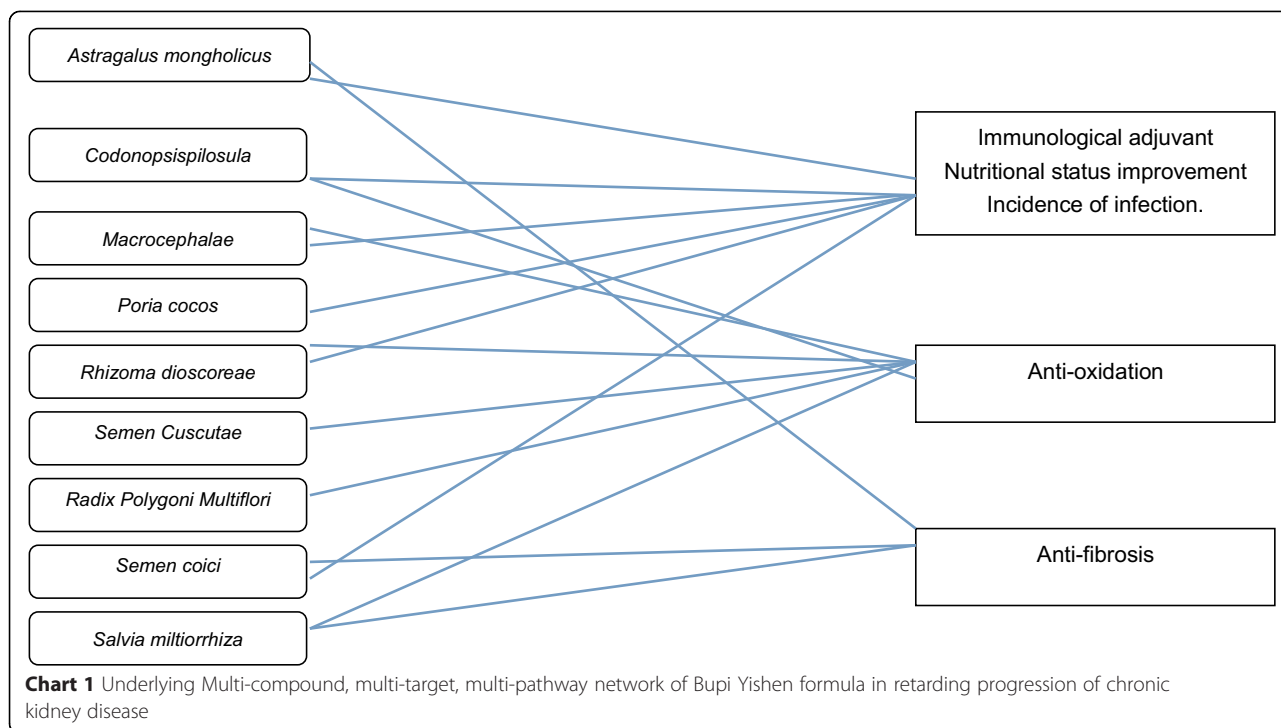 Astragalus mongholicus
Codonopsispilosula
Macrocephalae
Poria cocos
Rhizoma dioscoreae
Semen Cuscutae
Radix Polygoni Multiflori
Semen coici
Salvia miltiorrhiza
Immunological adjuvant
Nutritional status improvement
Incidence of infection.
Anti-oxidation
Anti-fibrosis
Chart 1 Underlying Multi-compound, multi-target, multi-pathway network of Bupi Yishen formula in retarding progression of chronic
kidney disease